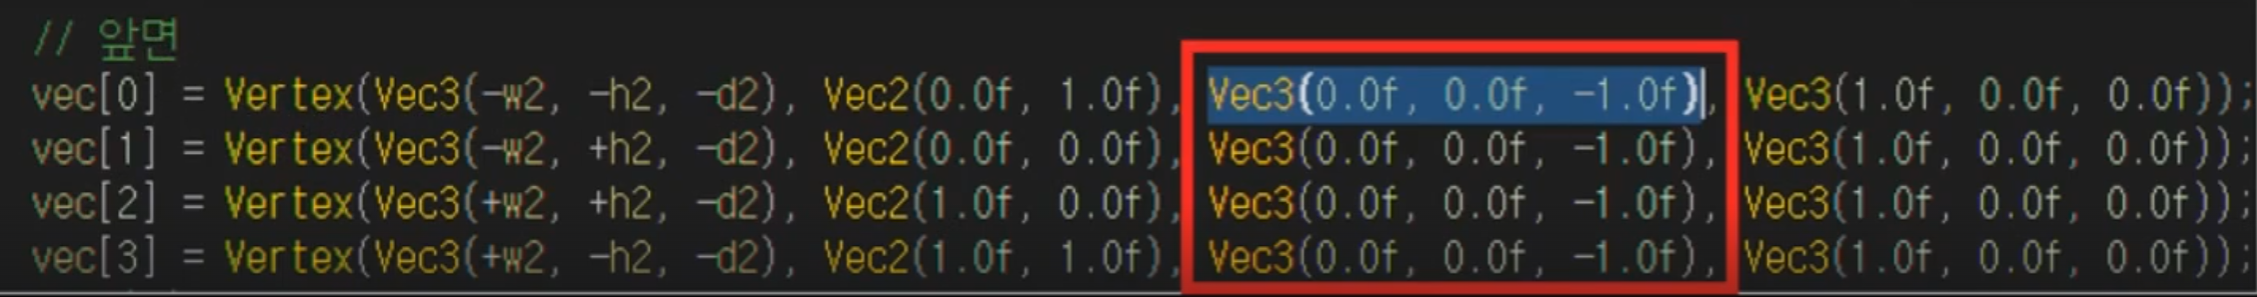 // 앞면
vec[0] = Vertex(Vec3(-w2, -h2, -d2), Vec2(0.0f, 1.0f), Vec3(0.0f, 0.0f, -1.0f), Vec3(1.0f, 0.0f, 0.0f));
vec[1] = Vertex(Vec3(-w2, +h2, -d2), Vec2(0.0f, 0.0f), Vec3(0.0f, 0.0f, -1.0f), Vec3(1.0f, 0.0f, 0.0f));
vec[2] = Vertex(Vec3(+w2, +h2, -d2), Vec2(1.0f, 0.0f), Vec3(0.0f, 0.0f, -1.0f), Vec3(1.0f, 0.0f, 0.0f));
vec[3] = Vertex(Vec3(+w2, -h2, -d2), Vec2(1.0f, 1.0f), Vec3(0.0f, 0.0f, -1.0f), Vec3(1.0f, 0.0f, 0.0f));